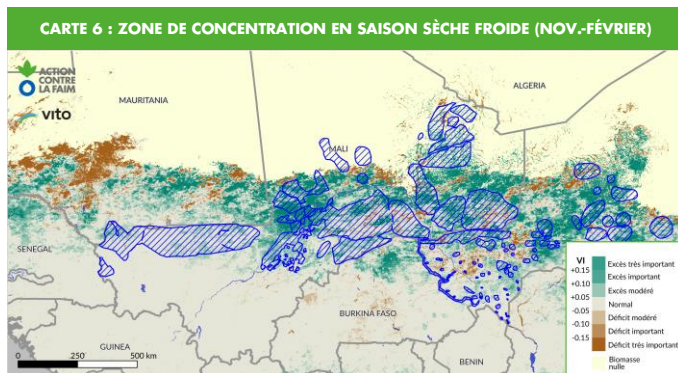 CARTE 6 : ZONE DE CONCENTRATION EN SAISON SÈCHE FROIDE (NOV.-FÉVRIER)
ACTION
CONTRE
LA FAIM
vito
MAURITANIA
ALGERIA
MALI
SENEGAL
BURKINA FASO
GUINEA
BENIN
0 250 500 km
VI
+0.15
+0.10
+0.05
-0.05
-0.10
-0.15
Excès très important
Excès important
Excès modéré
Normal
Déficit modéré
Déficit important
Déficit très important
Biomasse
nulle